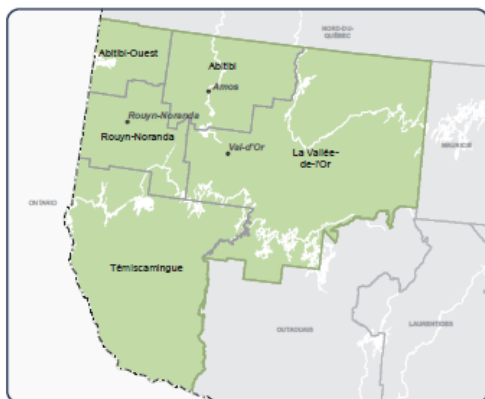 NORD-DU-
QUÉBEC
Abitibi-Ouest
Abitibi
Amos
Rouyn-Noranda
Rouyn-Noranda
Val-d'Or
La Vallée-
de-l'Or
MAURICIE
ONTARIO
Témiscamingue
OUTAOUAIS
LAURENTIDES